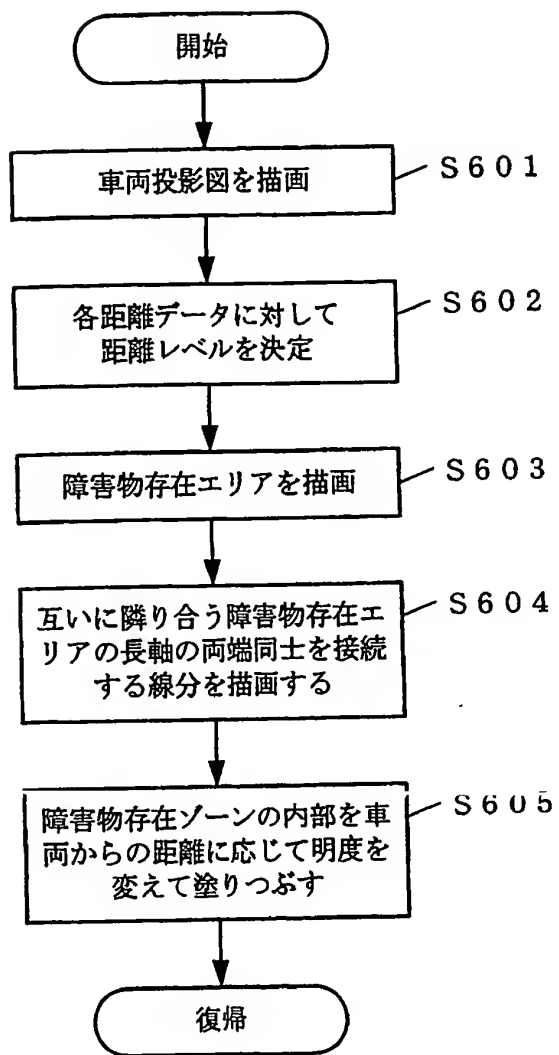 開始
車両投影図を描画
S601
各距離データに対して
距離レベルを決定
S602
障害物存在エリアを描画
S603
互いに隣り合う障害物存在エ
リアの長軸の両端同士を接続
する線分を描画する
S604
障害物存在ゾーンの内部を車
両からの距離に応じて明度を
変えて塗りつぶす
S605
復帰